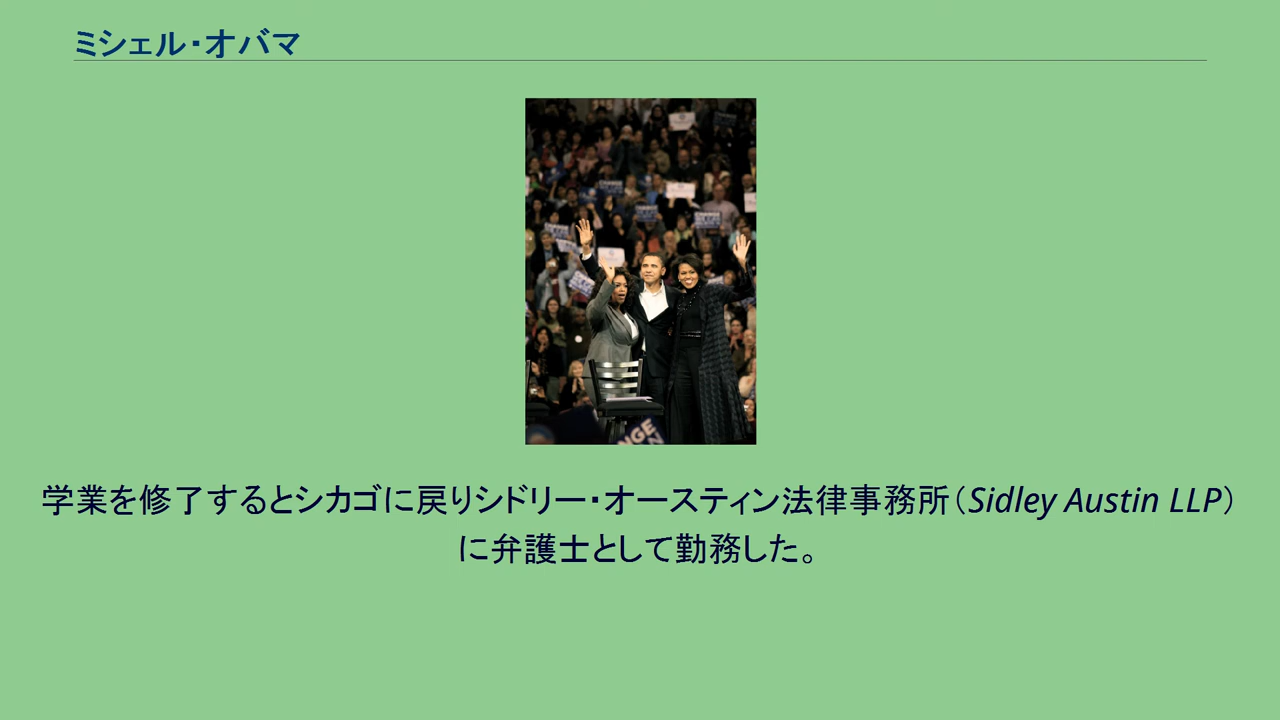 ミシェル・オバマ
CHANGE
NGE
学業を修了するとシカゴに戻りシドリー・オースティン法律事務所（Sidley Austin LLP）
に弁護士として勤務した。